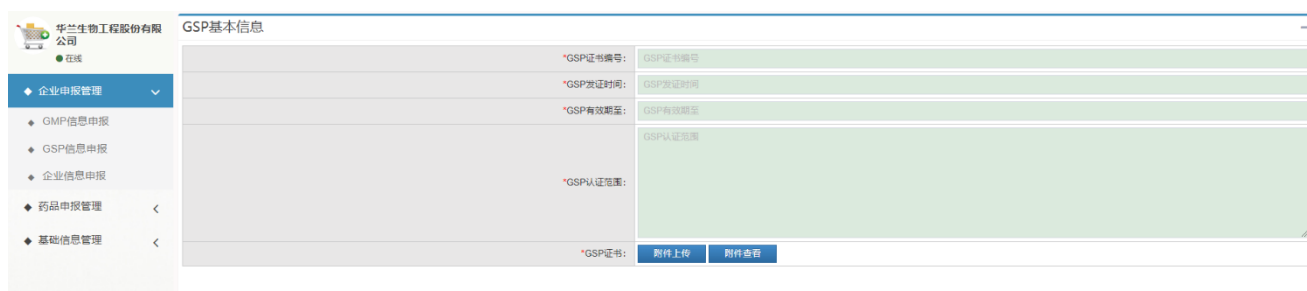 华兰生物工程股份有限
公司
在线
企业申报管理
GMP信息申报
GSP信息申报
企业信息申报
药品申报管理
基础信息管理
GSP基本信息
*GSP证书编号：
GSP证书编号
*GSP发证时间：
GSP发证时间
*GSP有效期至：
GSP有效期至
*GSP认证范围：
GSP认证范围
*GSP证书：
附件上传
附件查看